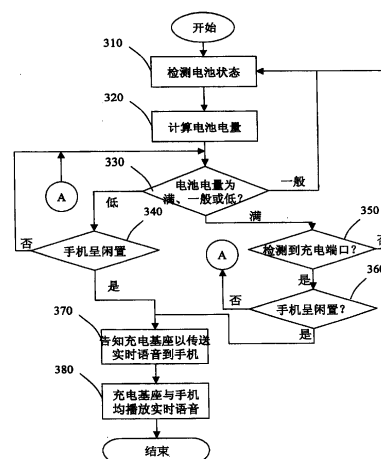 开始
310
检测电池状态
320
计算电池电量
330
电池电量为
满、一般或低?
一般
A
低
340
满
350
否
手机呈闲置
A
检测到充电端口?
否
是
360
是
否
手机呈闲置?
370
告知充电基座以传送
实时语音到手机
是
380
充电基座与手机
均播放实时语音
结束